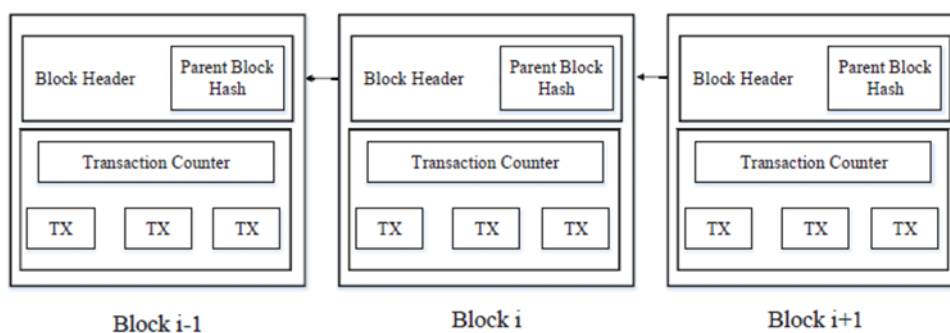 Block Header
Parent Block
Hash
Transaction Counter
TX TX TX
Block i-1
Block Header
Parent Block
Hash
Transaction Counter
TX TX TX
Block i
Block Header
Parent Block
Hash
Transaction Counter
TX TX TX
Block i+1